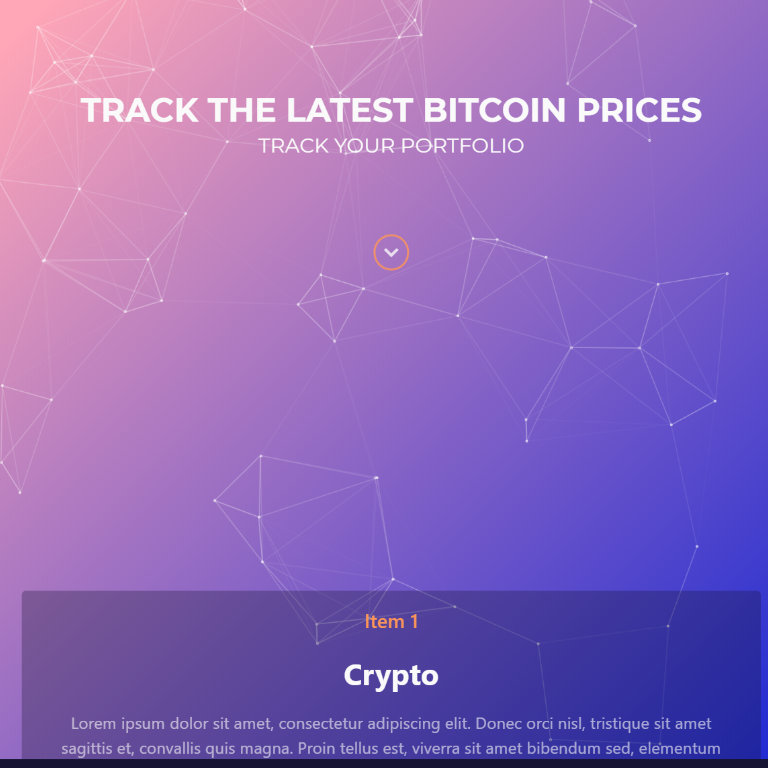 TRACK THE LATEST BITCOIN PRICES
TRACK YOUR PORTFOLIO
Item 1
Crypto
Lorem ipsum dolor sit amet, consectetur adipiscing elit. Donec orci nisl, tristique sit amet
sagittis et, convallis quis magna. Proin tellus est, viverra sit amet bibendum sed, elementum